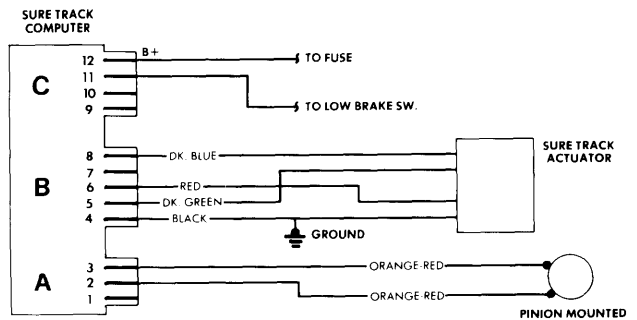 SURE TRACK
COMPUTER
C
12
B+
TO FUSE
11
10
9
TO LOW BRAKE SW.
B
8
DK. BLUE
7
6
RED
5
DK. GREEN
4
BLACK
GROUND
SURE TRACK
ACTUATOR
A
3
ORANGE-RED
2
1
ORANGE-RED
PINION MOUNTED